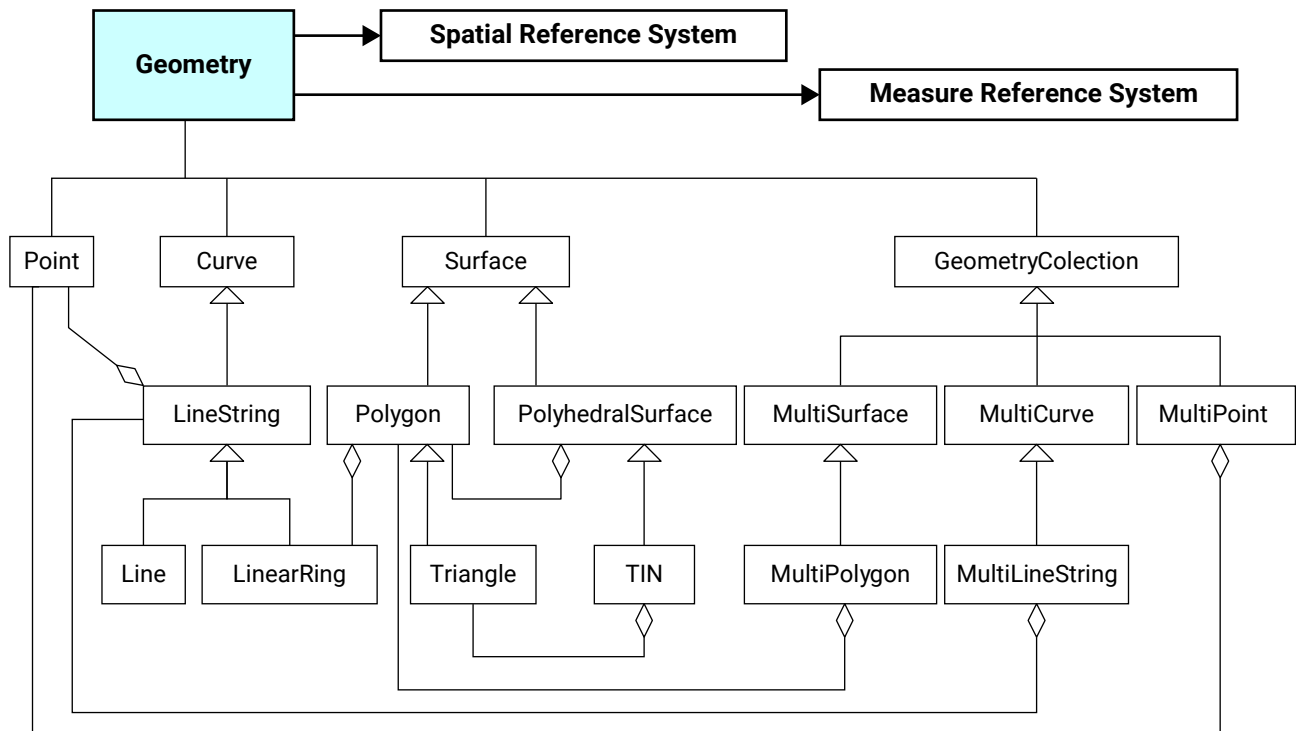 Geometry
Spatial Reference System
Measure Reference System
Point
Curve
Surface
GeometryColection
LineString
Polygon
PolyhedralSurface
MultiSurface
MultiCurve
MultiPoint
Line
LinearRing
Triangle
TIN
MultiPolygon
MultiLineString